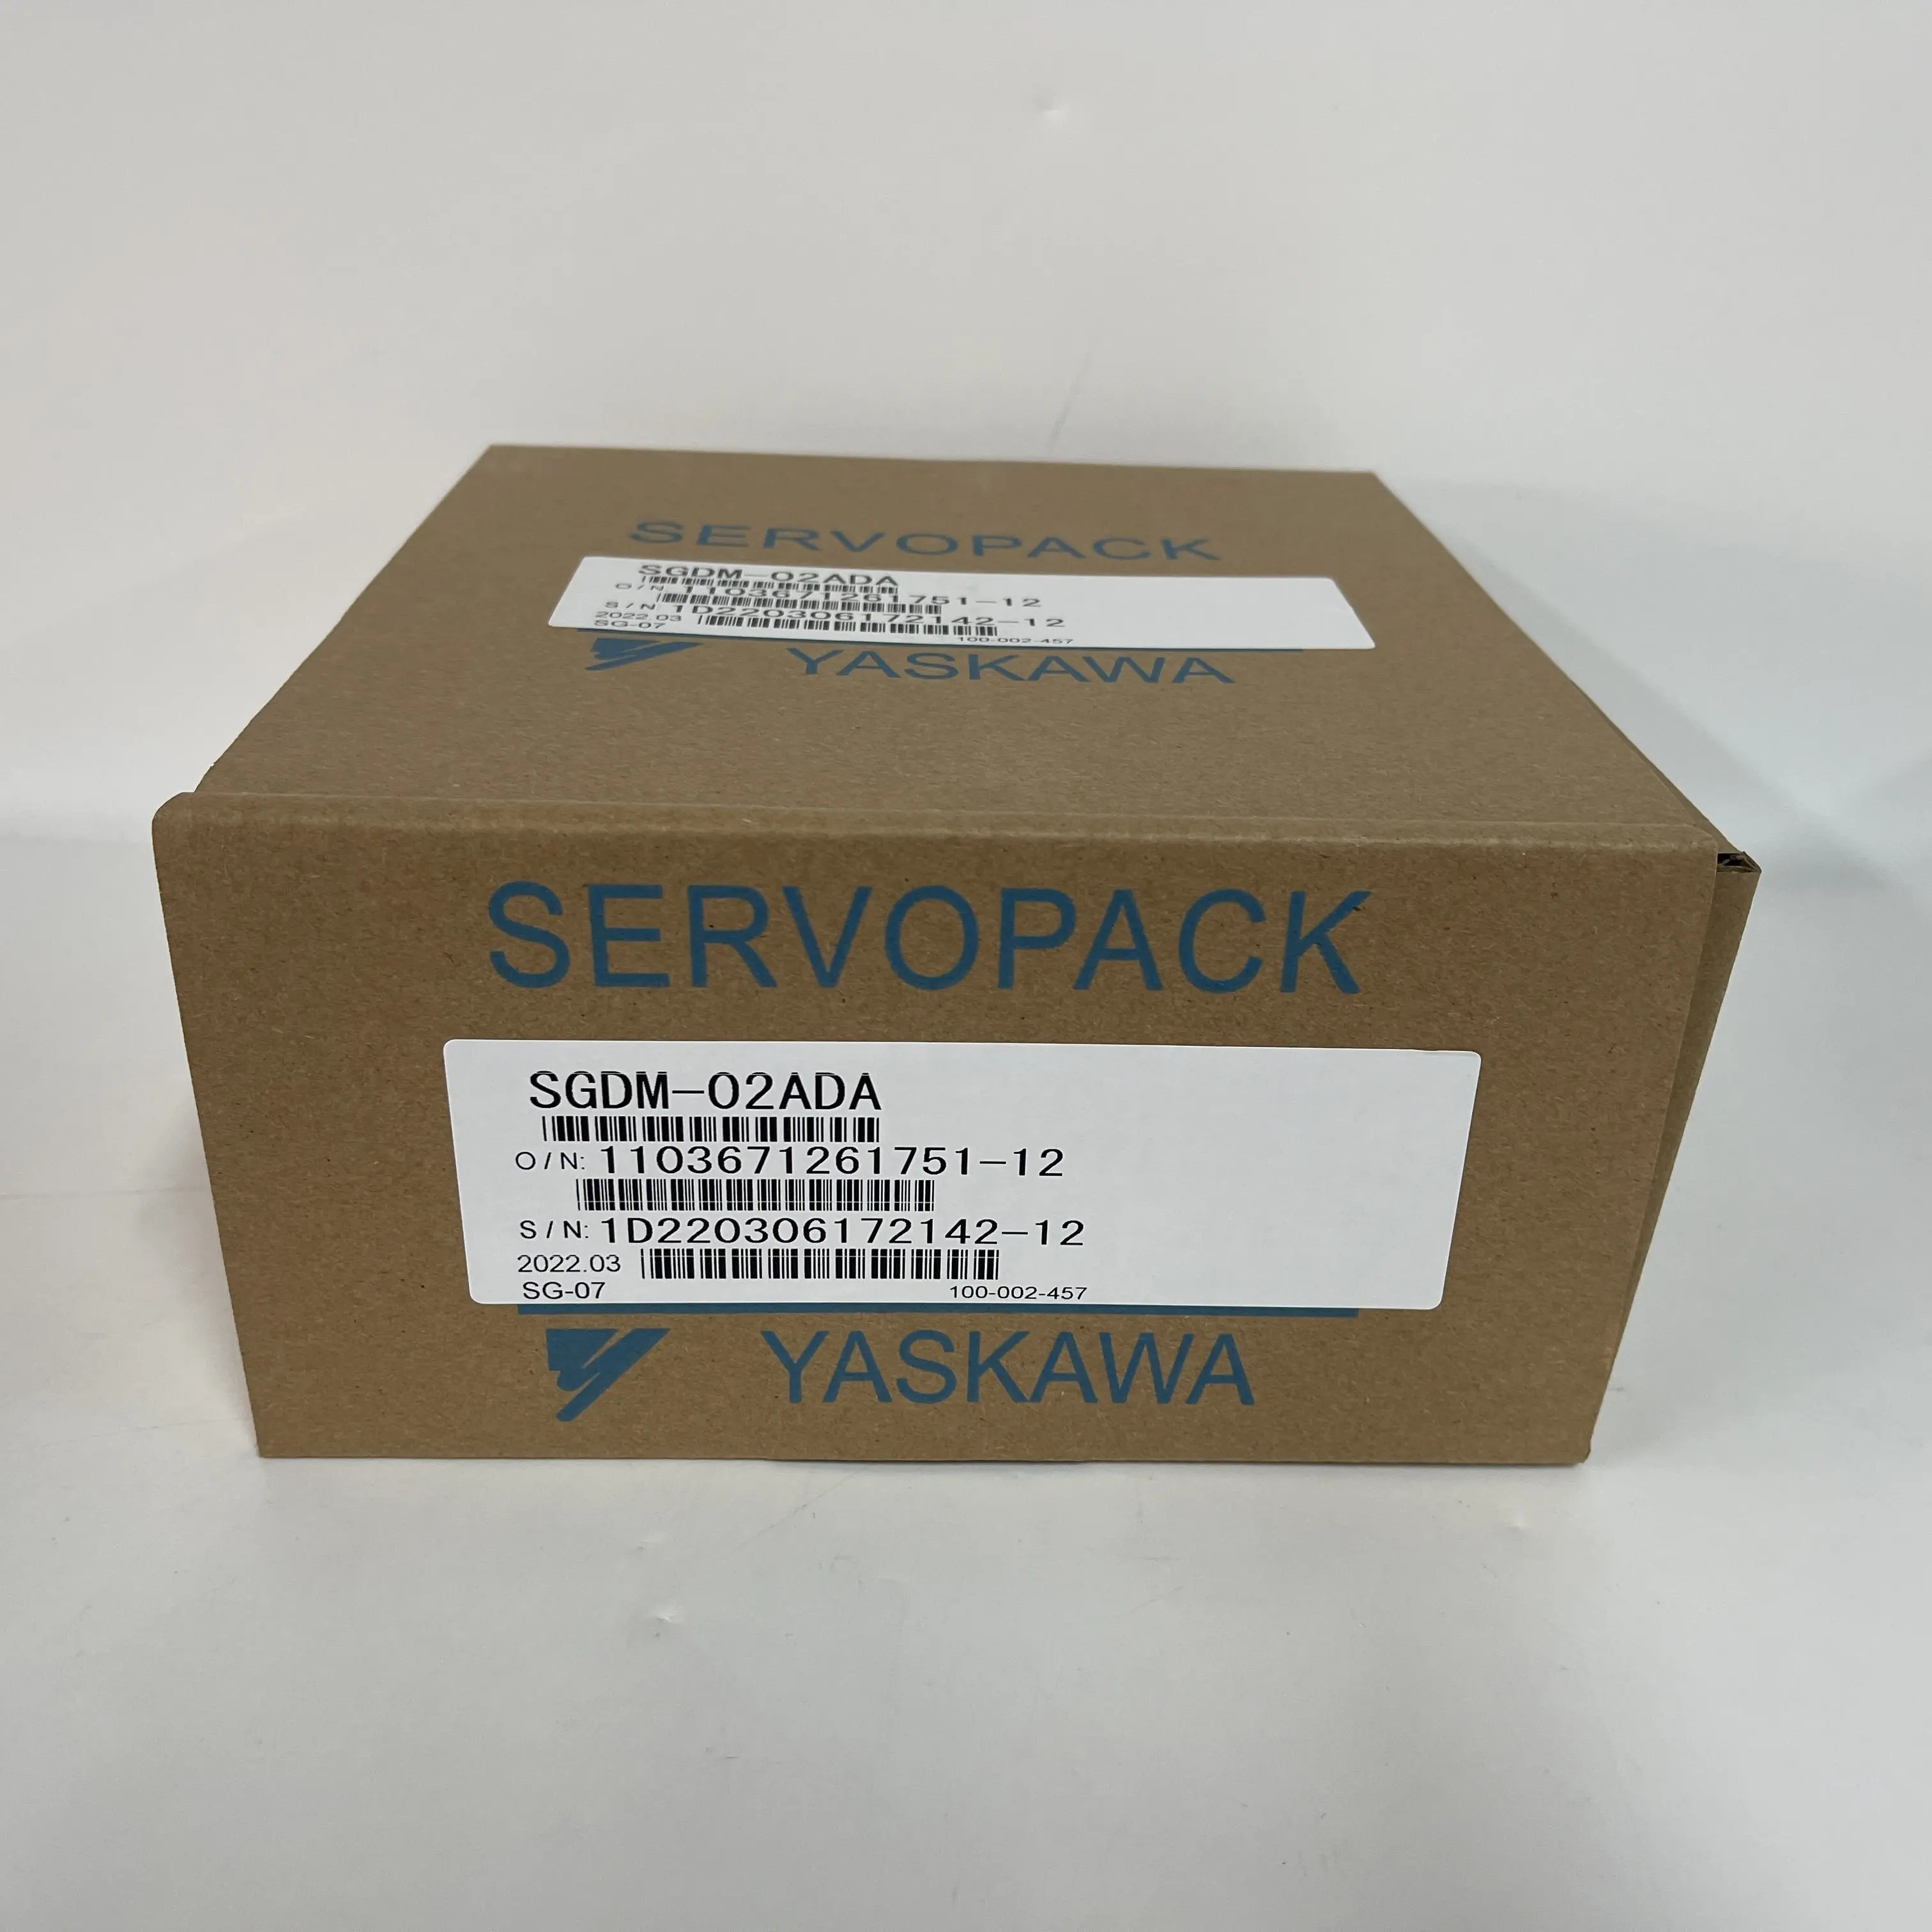 SERVOPACK
SGDM-02ADA
O/N: 1103671261751-12
S/N: 1D220306172142-12
2022.03
SG-07 100-002-457
YASKAWA
SERVOPACK
SGDM-02ADA
O/N: 1103671261751-12
S/N: 1D220306172142-12
2022.03
SG-07 100-002-457
YASKAWA